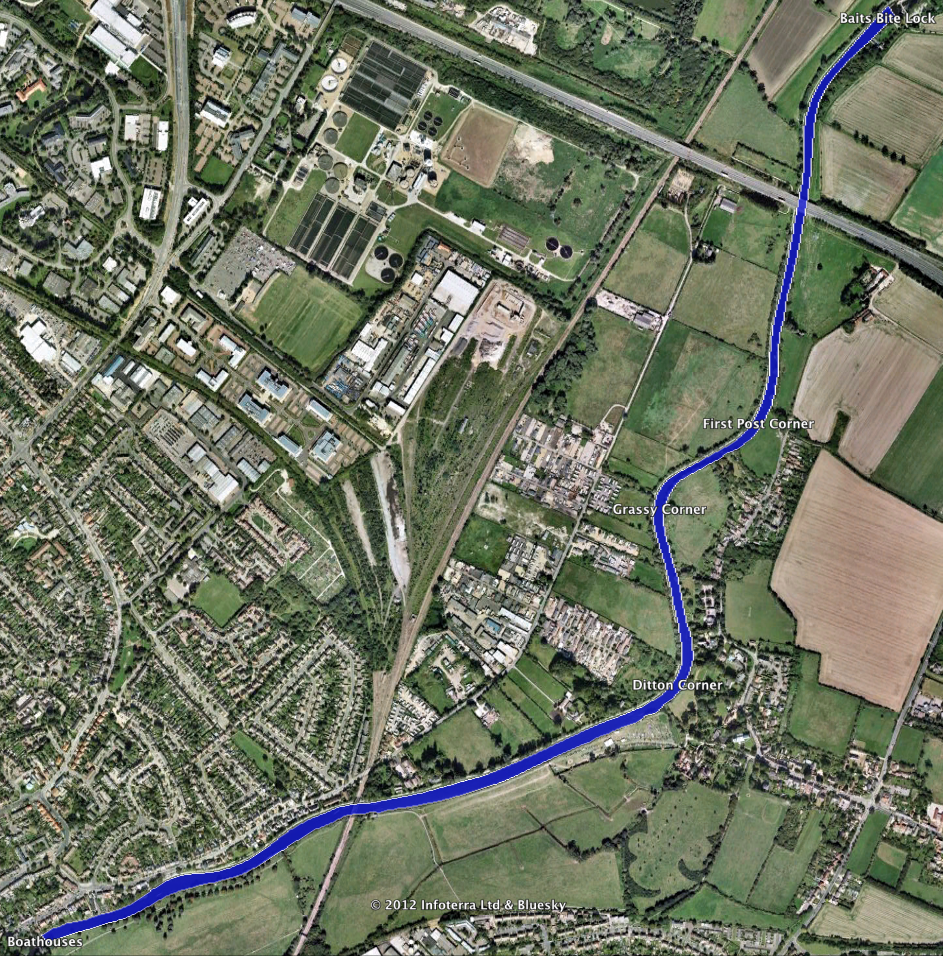 Baits Bite Lock
First Post Corner
Grassy Corner
Ditton Corner
© 2012 Infoterra Ltd & Bluesky
Boathouses